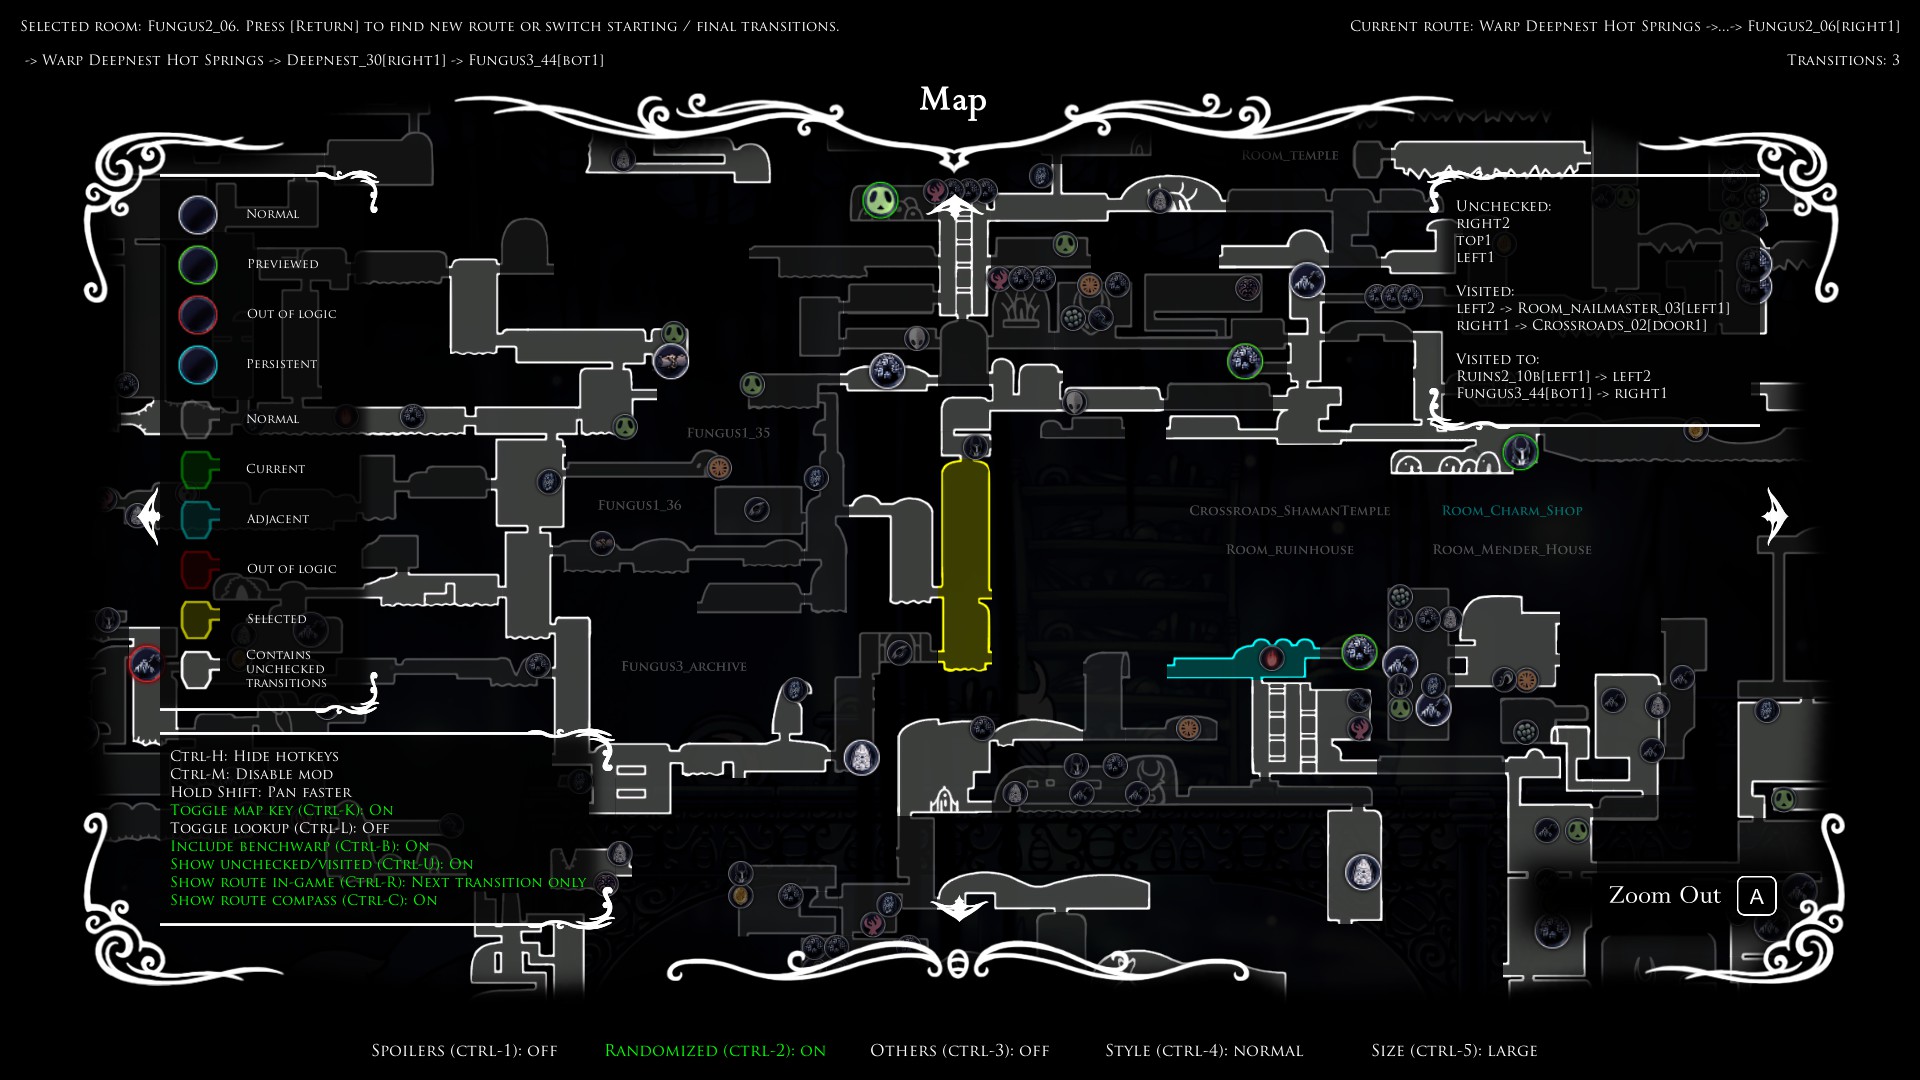 Selected room: Fungus2_06. Press [Return] to find new route or switch starting / final transitions.
Current route: Warp Deepnest Hot Springs ->...-> Fungus2_06[right1]
-> Warp Deepnest Hot Springs -> Deepnest_30[right1] -> Fungus3_44[bot1]
Transitions: 3
Map
Room_temple
Normal
Previewed
Out of logic
Persistent
Normal
Current
Adjacent
Out of logic
Selected
Contains
unchecked
transitions
Unchecked:
right2
top1
left1
Visited:
left2 -> Room_nailmaster_03[left1]
right1 -> Crossroads_02[door1]
Visited to:
Ruins2_10b[left1] -> left2
Fungus3_44[bot1] -> right1
Fungus1_35
Fungus1_36
Crossroads_ShamanTemple
Room_Charm_Shop
Room_ruinhouse
Room_Mender_House
Fungus3_archive
Ctrl-H: Hide hotkeys
Ctrl-M: Disable mod
Hold Shift: Pan faster
Toggle map key (Ctrl-K): On
Toggle lookup (Ctrl-L): Off
Include benchwarp (Ctrl-B): On
Show unchecked/visited (Ctrl-U): On
Show route in-game (Ctrl-R): Next transition only
Show route compass (Ctrl-C): On
Zoom Out A
Spoilers (ctrl-1): off
Randomized (ctrl-2): on
Others (ctrl-3): off
Style (ctrl-4): normal
Size (ctrl-5): large